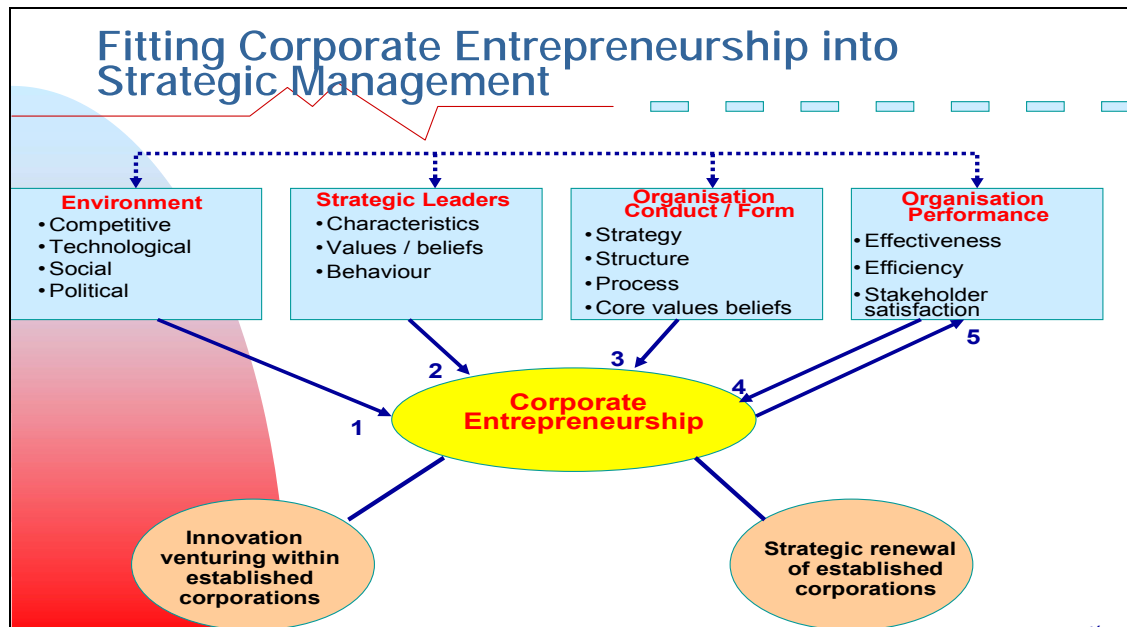 Fitting Corporate Entrepreneurship into
Strategic Management
Environment
• Competitive
• Technological
• Social
• Political
Strategic Leaders
• Characteristics
• Values / beliefs
• Behaviour
Organisation
Conduct / Form
• Strategy
• Structure
• Process
• Core values beliefs
Organisation
Performance
• Effectiveness
• Efficiency
• Stakeholder
satisfaction
1
2
3
4
5
Corporate
Entrepreneurship
Innovation
venturing within
established
corporations
Strategic renewal
of established
corporations